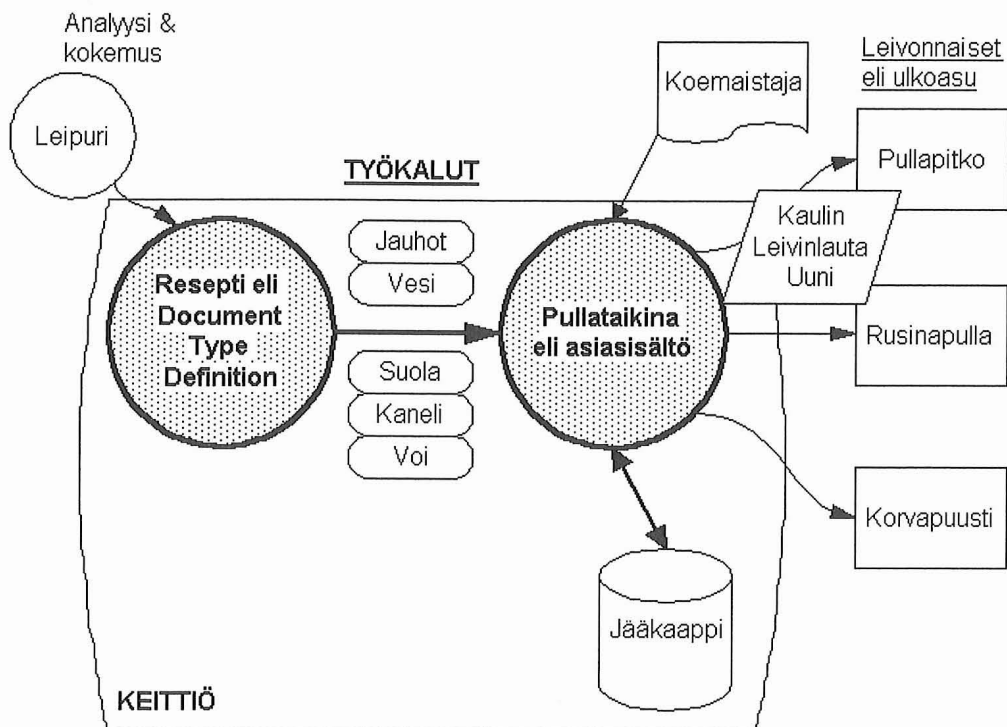 Analyysi &
kokemus
Leipuri
Koemaistaja
Leivonnaiset
eli ulkoasu
TYÖKALUT
Resepti eli
Document
Type
Definition
Jauhot
Vesi
Suola
Kaneli
Voi
Pullataikina
eli asiasisältö
Kaulin
Leivinlauta
Uuni
Pullapitko
Rusinapulla
Korvapuusti
Jääkaappi
KEITTIÖ